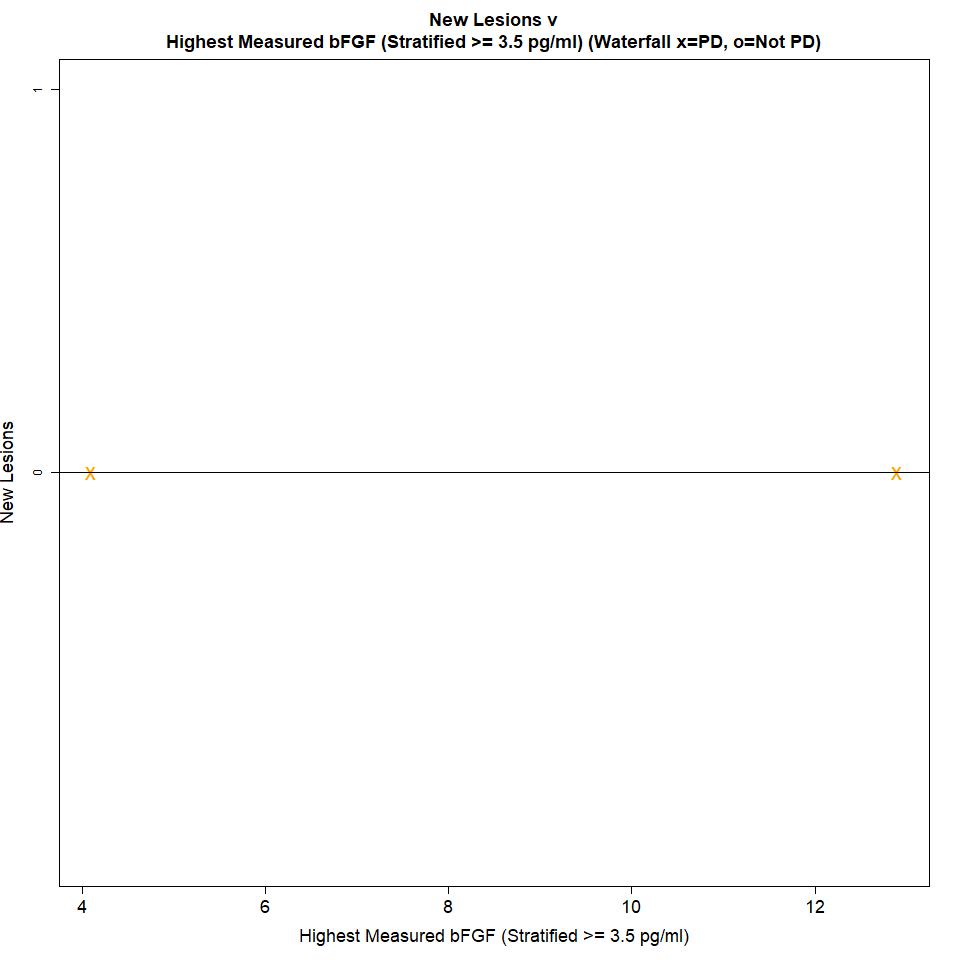 New Lesions v
Highest Measured bFGF (Stratified >= 3.5 pg/ml) (Waterfall x=PD, o=Not PD)
1
New Lesions
0
x
x
4 6 8 10 12
Highest Measured bFGF (Stratified >= 3.5 pg/ml)